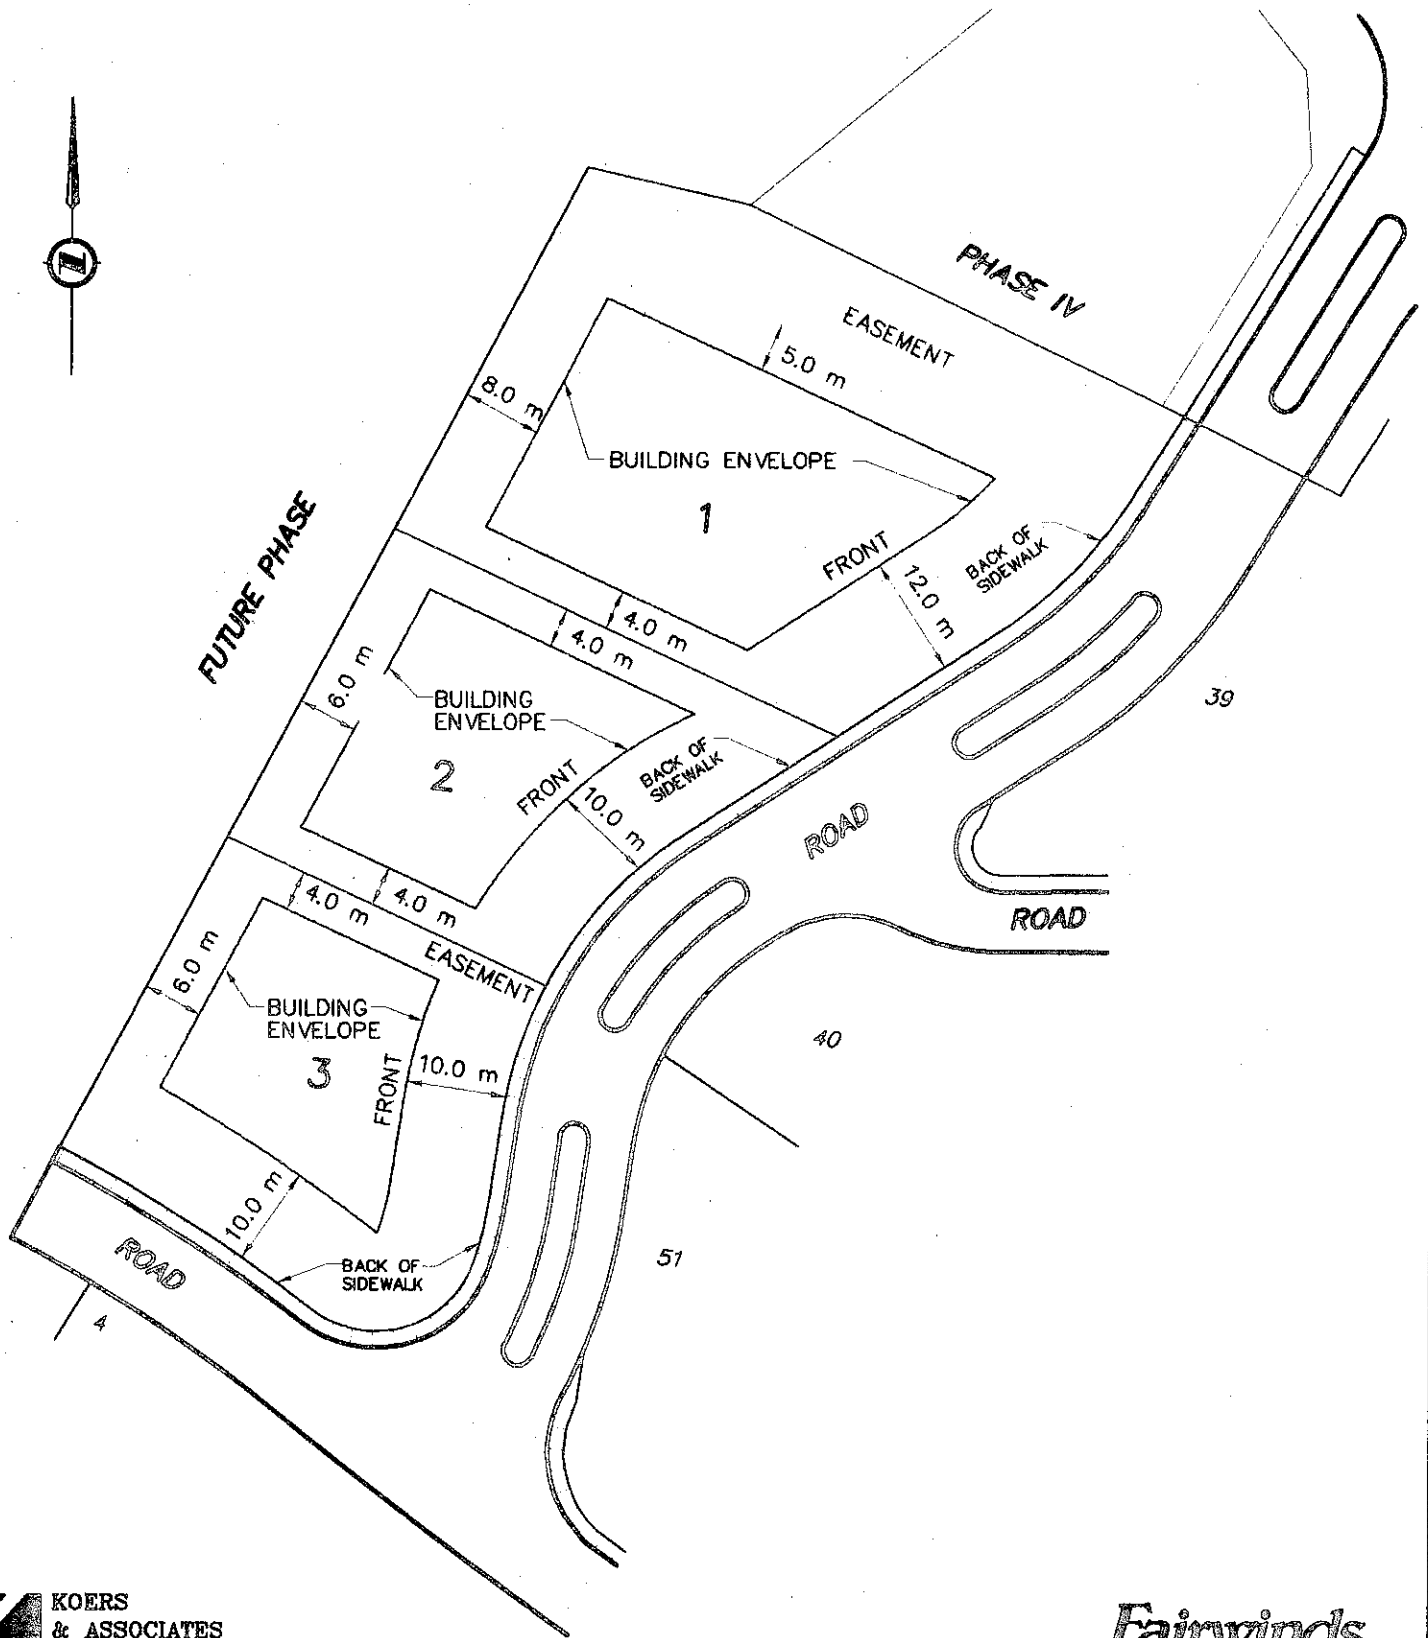 PHASE IV
EASEMENT
5.0 m
8.0 m
BUILDING ENVELOPE
1
FRONT
12.0 m
BACK OF
SIDEWALK
FUTURE PHASE
4.0 m
4.0 m
6.0 m
BUILDING
ENVELOPE
2
FRONT
10.0 m
BACK OF
SIDEWALK
39
ROAD
ROAD
4.0 m
4.0 m
EASEMENT
6.0 m
BUILDING
ENVELOPE
3
FRONT
10.0 m
40
10.0 m
ROAD
BACK OF
SIDEWALK
51
4
KOERS
& ASSOCIATES
Fairwinds